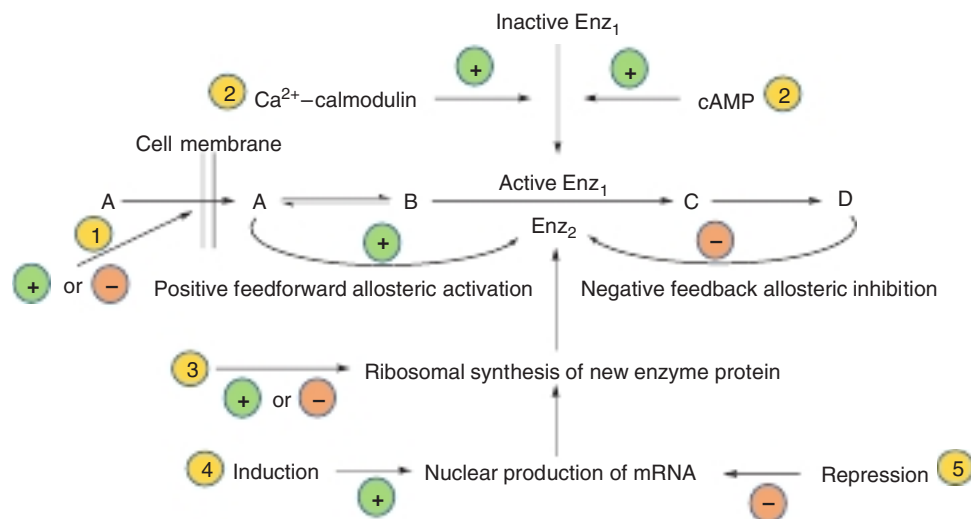 Inactive Enz₁
+ +
2 Ca²⁺–calmodulin cAMP 2
Cell membrane
A A B Active Enz₁ C D
Enz₂
1 + −
+ or − Positive feedforward allosteric activation Negative feedback allosteric inhibition
3 Ribosomal synthesis of new enzyme protein
+ or −
4 Induction Nuclear production of mRNA Repression 5
+ −